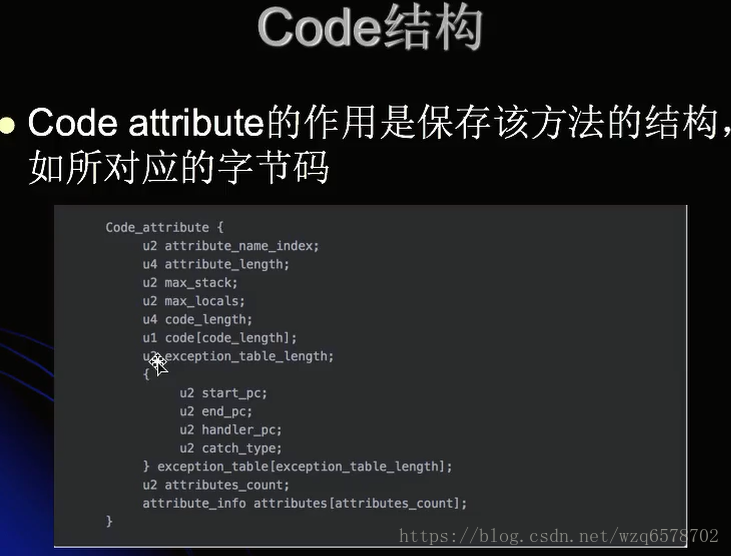 Code结构
Code attribute的作用是保存该方法的结构，
如所对应的字节码
Code_attribute {
u2 attribute_name_index;
u4 attribute_length;
u2 max_stack;
u2 max_locals;
u4 code_length;
u1 code[code_length];
u2 exception_table_length;
{
u2 start_pc;
u2 end_pc;
u2 handler_pc;
u2 catch_type;
} exception_table[exception_table_length];
u2 attributes_count;
attribute_info attributes[attributes_count];
}
https://blog.csdn.net/wzq6578702